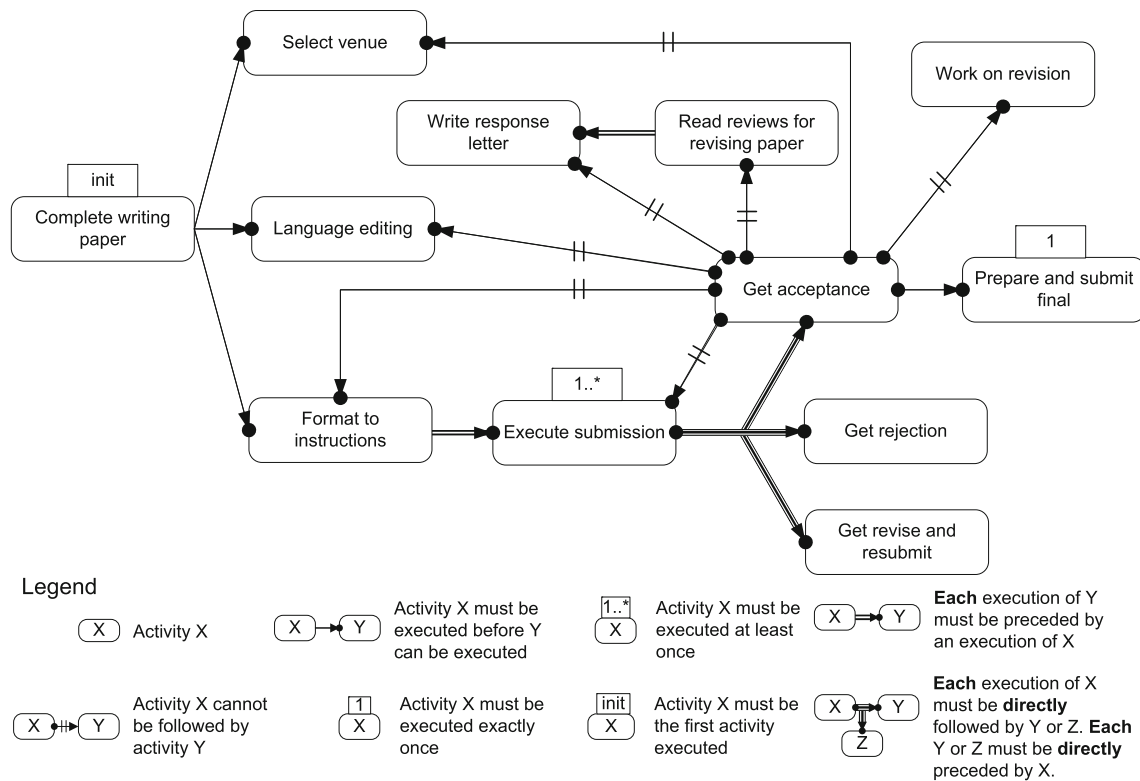 Select venue
Work on revision
Write response
letter
Read reviews for
revising paper
init
Complete writing
paper
Language editing
1
Get acceptance
Prepare and submit
final
1..*
Format to
instructions
Execute submission
Get rejection
Get revise and
resubmit
Legend
X
Activity X
X
Y
Activity X must be
executed before Y
can be executed
1..*
X
Activity X must be
executed at least
once
X
Y
Each execution of Y
must be preceded by
an execution of X
X
Y
Activity X cannot
be followed by
activity Y
1
X
Activity X must be
executed exactly
once
init
X
Activity X must be
the first activity
executed
X
Y
Z
Each execution of X
must be directly
followed by Y or Z. Each
Y or Z must be directly
preceded by X.